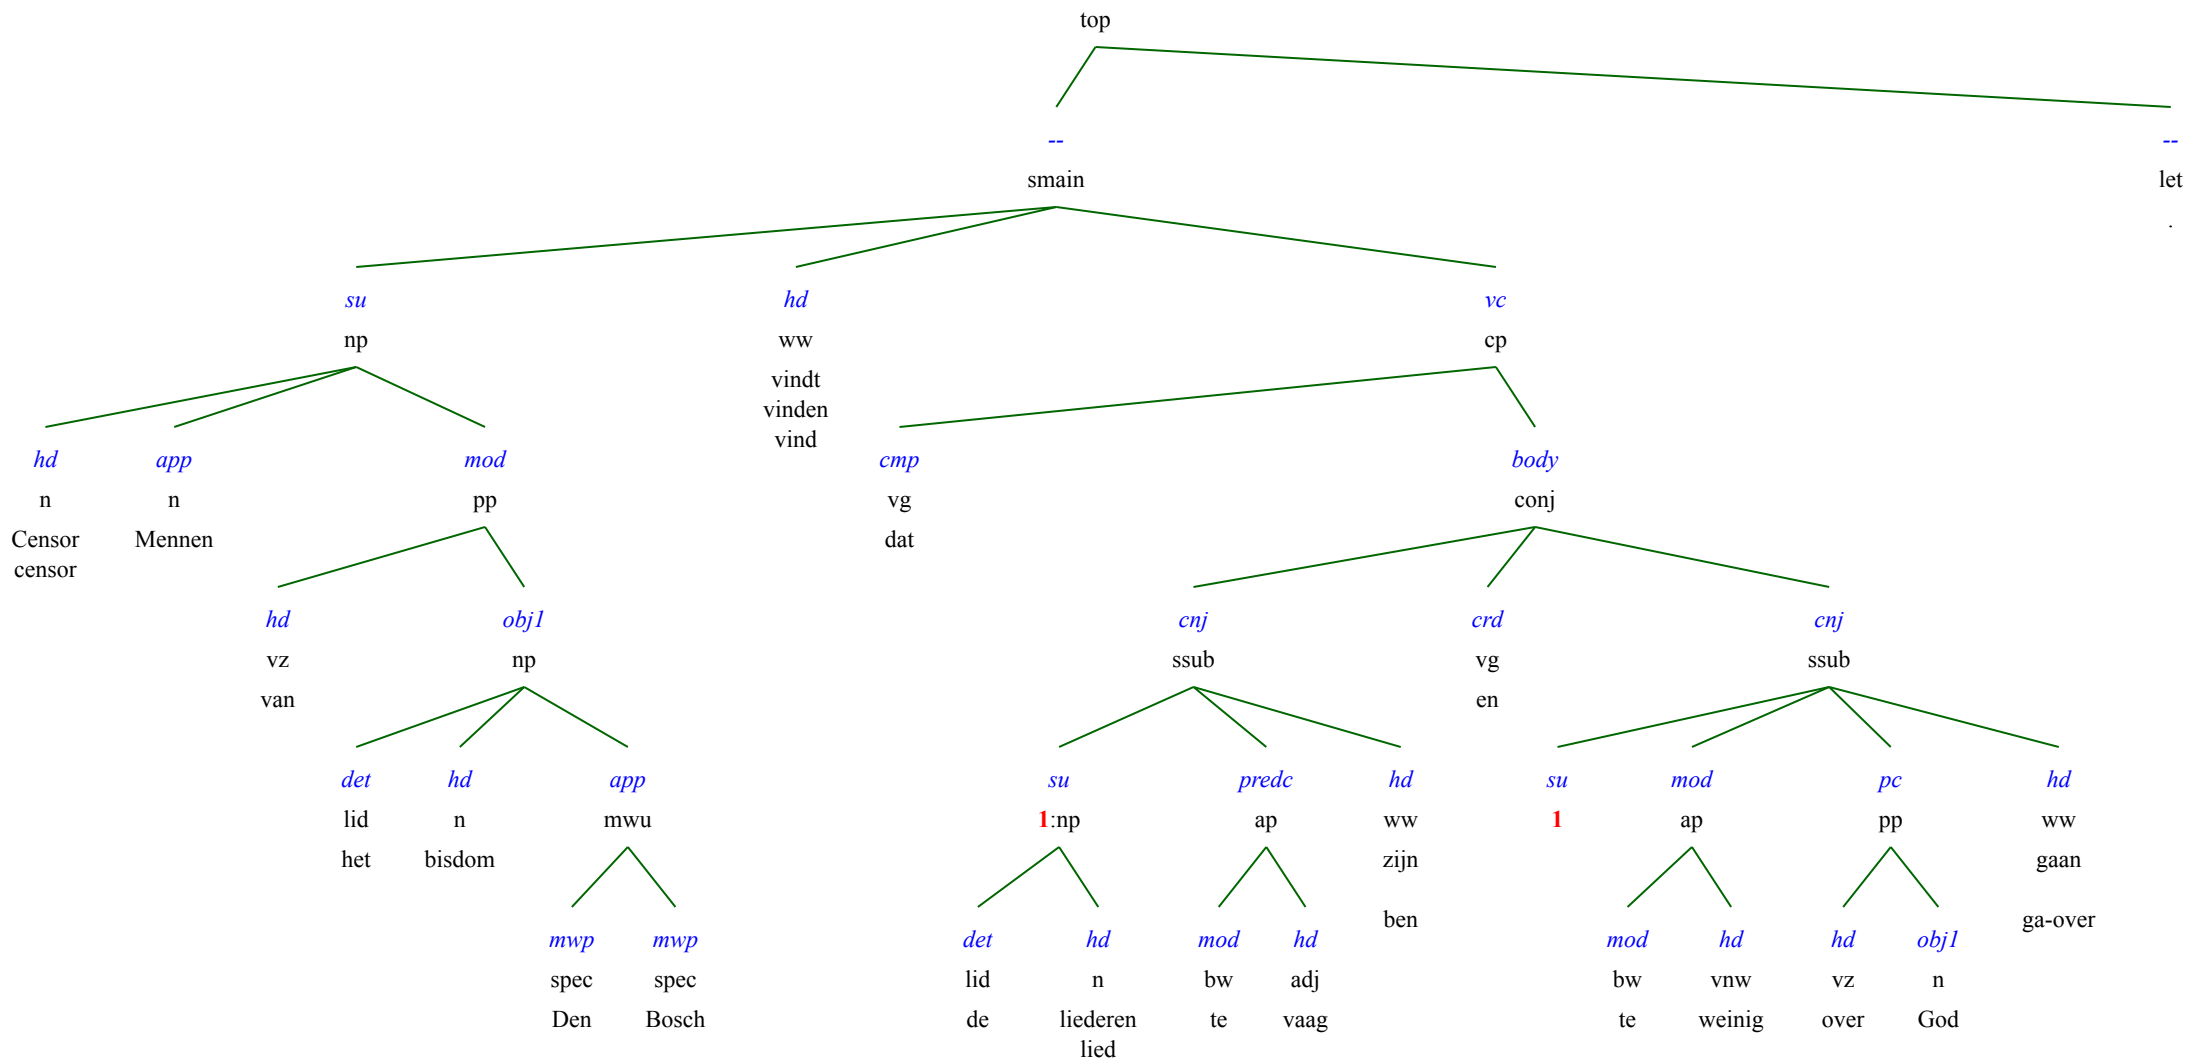 top
-- --
smain let
.
su hd vc
np ww cp
vindt
vinden
vind
hd app mod cmp body
n n pp vg conj
Censor Mennen dat
censor
hd obj1 cnj crd cnj
vz np ssub vg ssub
van en
det hd app su predc hd su mod pc hd
lid n mwu 1:np ap ww 1 ap pp ww
het bisdom zijn gaan
ben ga-over
mwp mwp det hd mod hd mod hd hd obj1
spec spec lid n bw adj bw vnw vz n
Den Bosch de liederen te vaag te weinig over God
lied